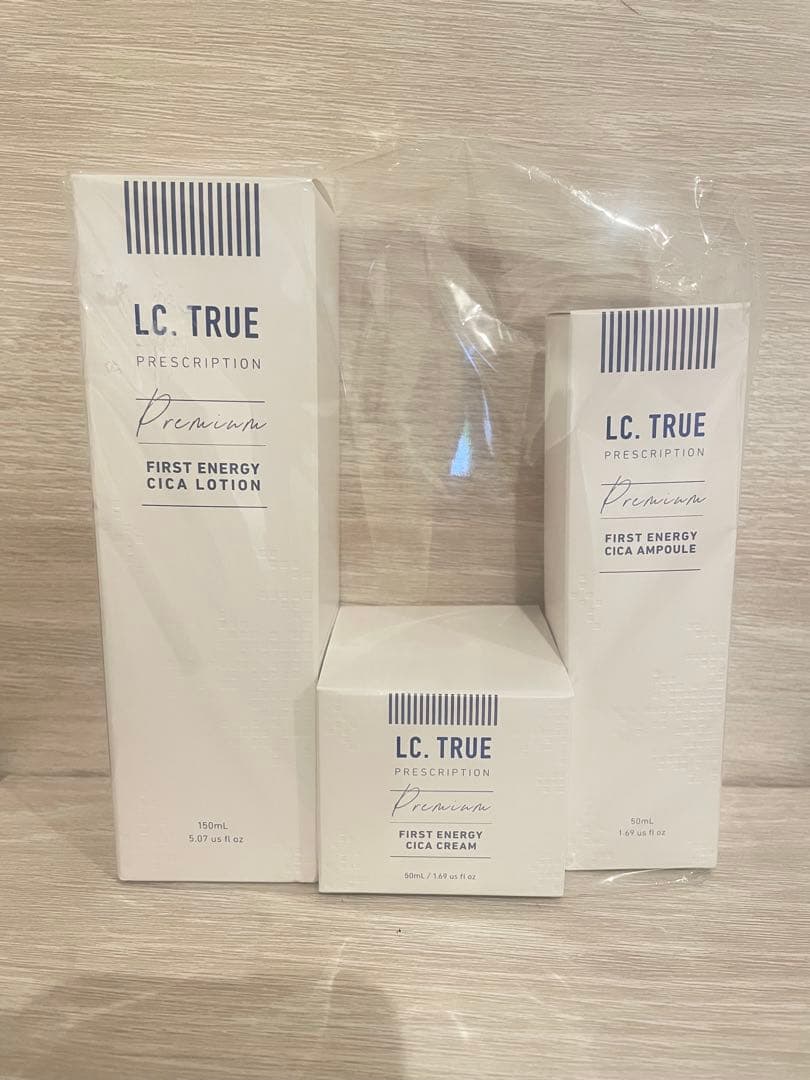 LC. TRUE
PRESCRIPTION
Premium
FIRST ENERGY
CICA LOTION
150mL
5.07 us fl oz
LC. TRUE
PRESCRIPTION
Premium
FIRST ENERGY
CICA CREAM
50mL / 1.69 us fl oz
LC. TRUE
PRESCRIPTION
Premium
FIRST ENERGY
CICA AMPOULE
50mL
1.69 us fl oz